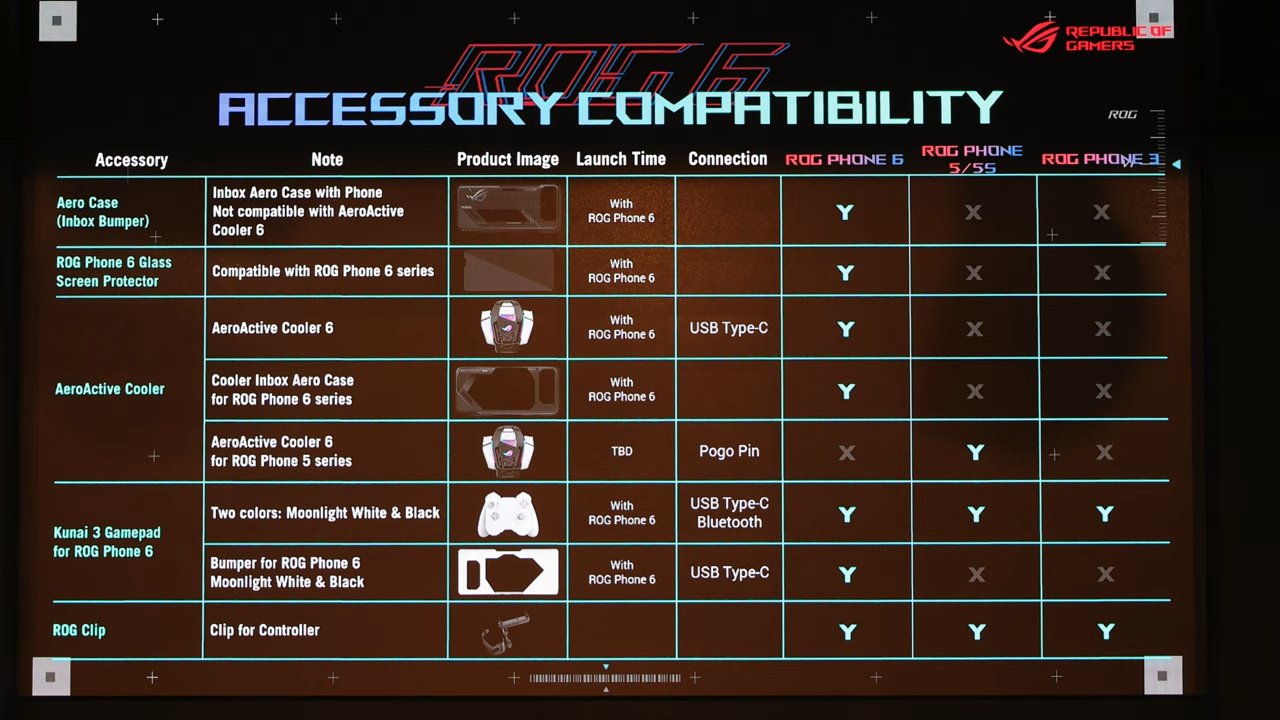 REPUBLIC OF
GAMERS
ROG 6
ACCESSORY COMPATIBILITY
ROG
Accessory Note Product Image Launch Time Connection ROG PHONE 6 ROG PHONE 5/5S ROG PHONE 3
Aero Case
(Inbox Bumper)
Inbox Aero Case with Phone
Not compatible with AeroActive
Cooler 6
With
ROG Phone 6
Y X X
ROG Phone 6 Glass
Screen Protector
Compatible with ROG Phone 6 series
With
ROG Phone 6
Y X X
AeroActive Cooler
AeroActive Cooler 6
With
ROG Phone 6
USB Type-C
Y X X
Cooler Inbox Aero Case
for ROG Phone 6 series
With
ROG Phone 6
Y X X
AeroActive Cooler 6
for ROG Phone 5 series
TBD
Pogo Pin
X Y X
Kunai 3 Gamepad
for ROG Phone 6
Two colors: Moonlight White & Black
With
ROG Phone 6
USB Type-C
Bluetooth
Y Y Y
Bumper for ROG Phone 6
Moonlight White & Black
With
ROG Phone 6
USB Type-C
Y X X
ROG Clip
Clip for Controller
Y Y Y